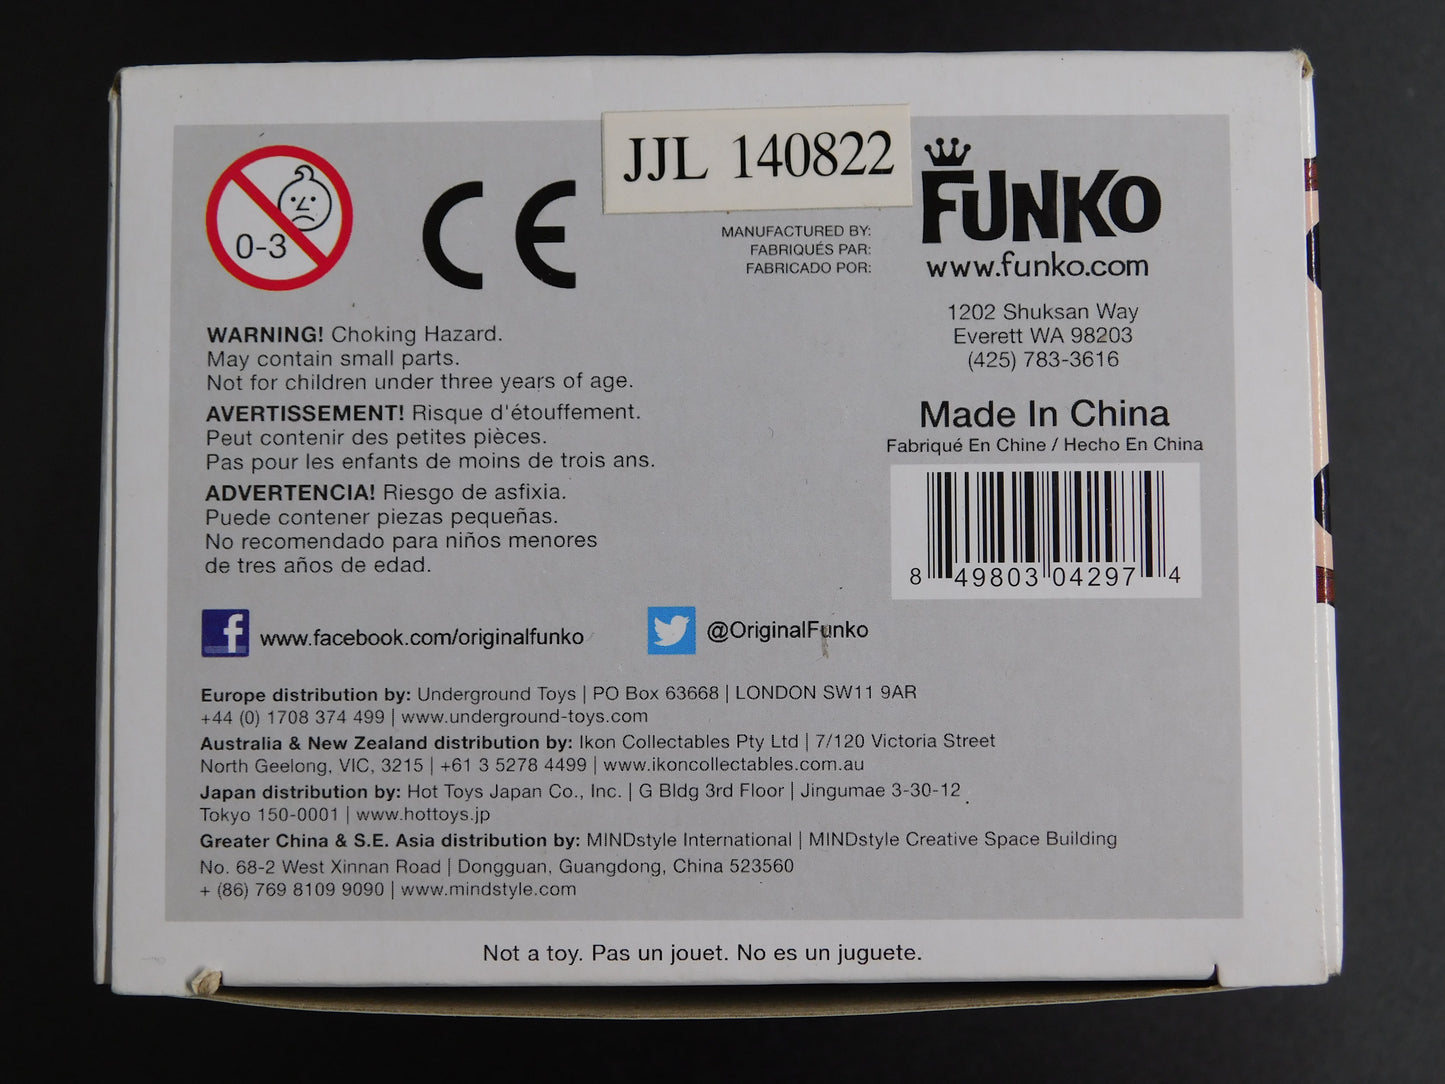 JJL 140822
0-3
CE
MANUFACTURED BY:
FABRIQUÉS PAR:
FABRICADO POR:
FUNKO
www.funko.com
1202 Shuksan Way
Everett WA 98203
(425) 783-3616
WARNING! Choking Hazard.
May contain small parts.
Not for children under three years of age.
AVERTISSEMENT! Risque d'étouffement.
Peut contenir des petites pièces.
Pas pour les enfants de moins de trois ans.
ADVERTENCIA! Riesgo de asfixia.
Puede contener piezas pequeñas.
No recomendado para niños menores
de tres años de edad.
Made In China
Fabriqué En Chine / Hecho En China
8 49803 04297 4
f www.facebook.com/originalfunko
@OriginalFunko
Europe distribution by: Underground Toys | PO Box 63668 | LONDON SW11 9AR
+44 (0) 1708 374 499 | www.underground-toys.com
Australia & New Zealand distribution by: Ikon Collectables Pty Ltd | 7/120 Victoria Street
North Geelong, VIC, 3215 | +61 3 5278 4499 | www.ikoncollectables.com.au
Japan distribution by: Hot Toys Japan Co., Inc. | G Bldg 3rd Floor | Jingumae 3-30-12
Tokyo 150-0001 | www.hottoys.jp
Greater China & S.E. Asia distribution by: MINDstyle International | MINDstyle Creative Space Building
No. 68-2 West Xinnan Road | Dongguan, Guangdong, China 523560
+ (86) 769 8109 9090 | www.mindstyle.com
Not a toy. Pas un jouet. No es un juguete.